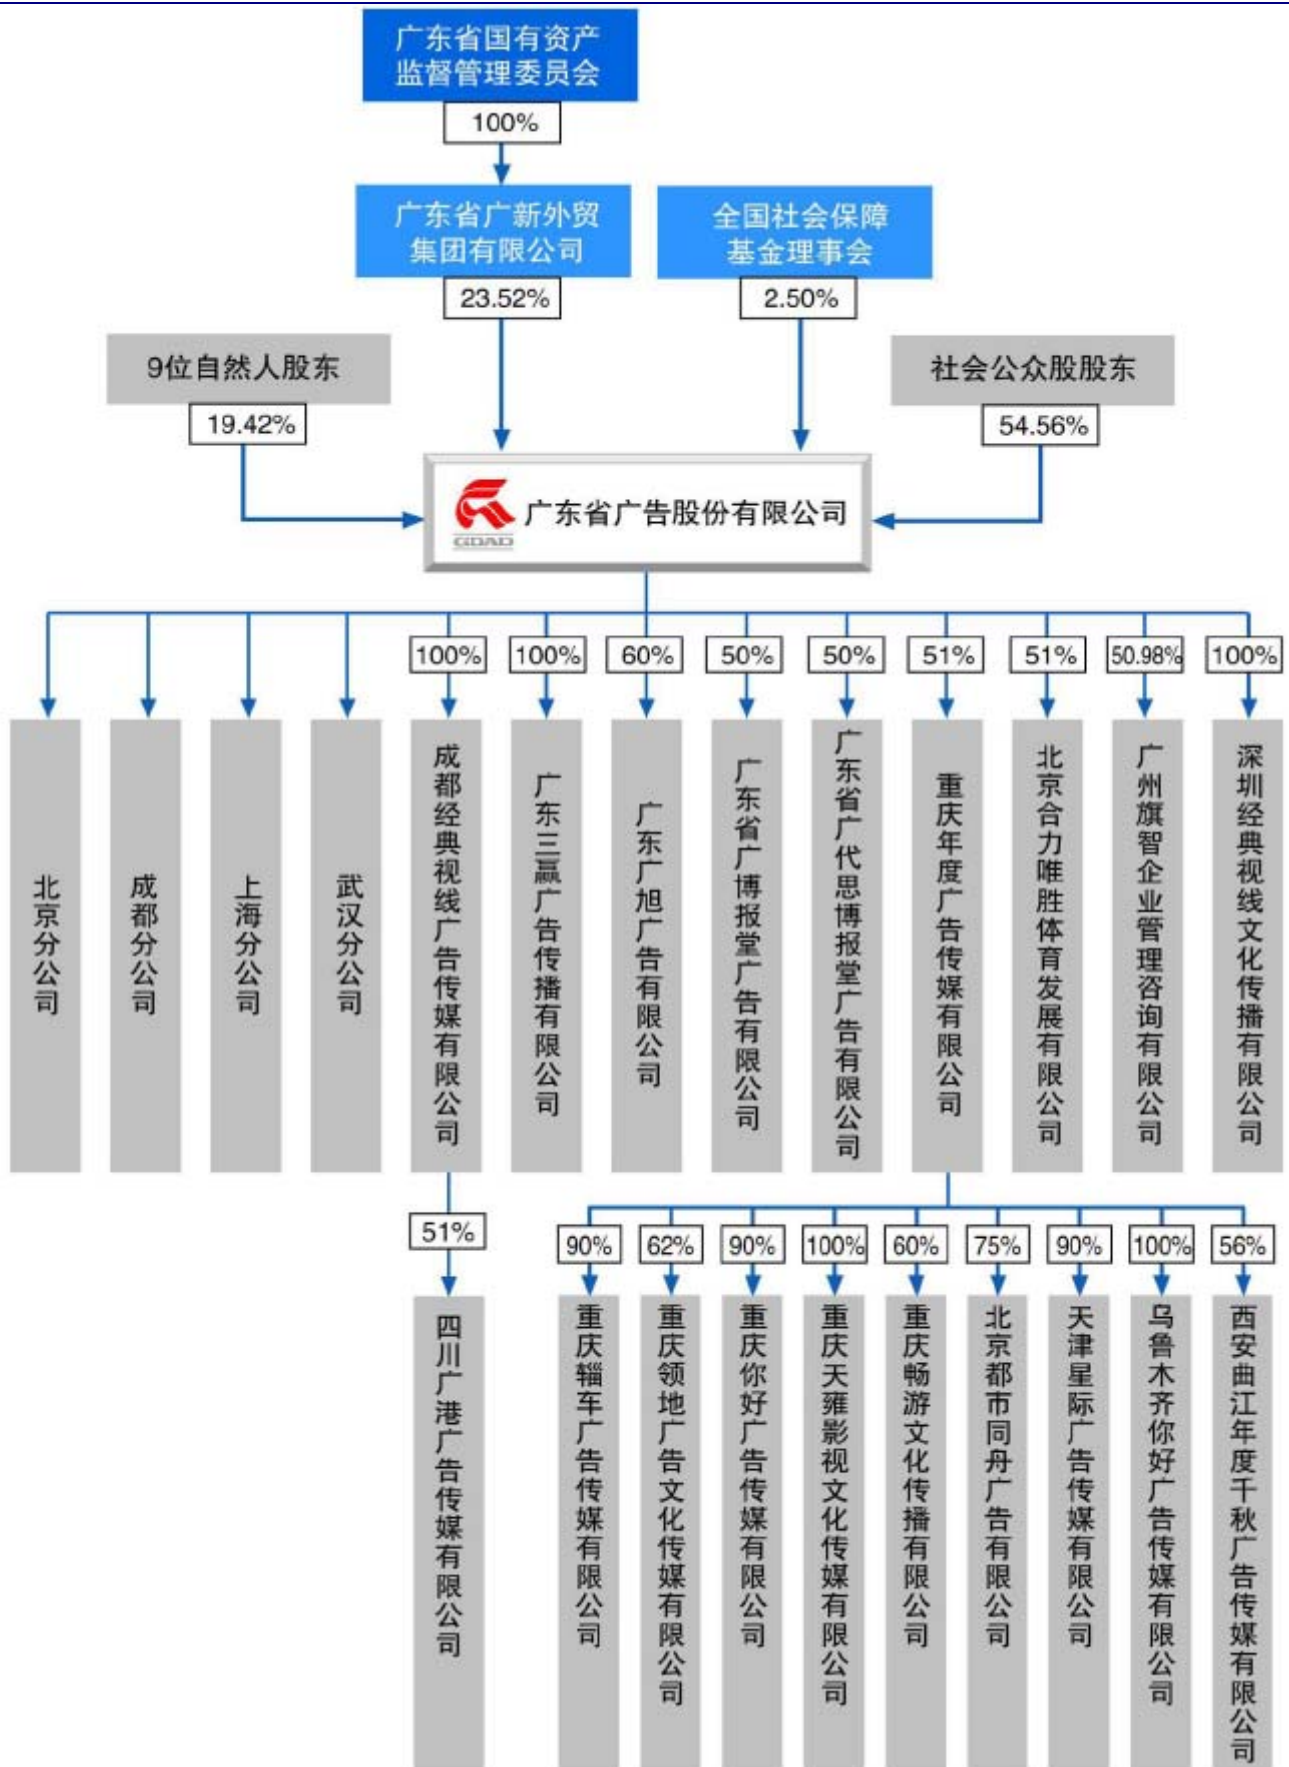 广东省国有资产
监督管理委员会
100%
广东省广新外贸
集团有限公司
全国社会保障
基金理事会
23.52%
2.50%
9位自然人股东
社会公众股股东
19.42%
54.56%
GDAD
广东省广告股份有限公司
100%
100%
60%
50%
50%
51%
51%
50.98%
100%
北京分公司
成都分公司
上海分公司
武汉分公司
成都经典视线广告传媒有限公司
广东三赢广告传播有限公司
广东广旭广告有限公司
广东省广博报堂广告有限公司
广东省广代思博报堂广告有限公司
重庆年度广告传媒有限公司
北京合力唯胜体育发展有限公司
广州旗智企业管理咨询有限公司
深圳经典视线文化传播有限公司
51%
90%
62%
90%
100%
60%
75%
90%
100%
56%
四川广港广告传媒有限公司
重庆辎车广告传媒有限公司
重庆领地广告文化传媒有限公司
重庆你好广告传媒有限公司
重庆天雍影视文化传媒有限公司
重庆畅游文化传播有限公司
北京都市同舟广告有限公司
天津星际广告传媒有限公司
乌鲁木齐你好广告传媒有限公司
西安曲江年度千秋广告传媒有限公司